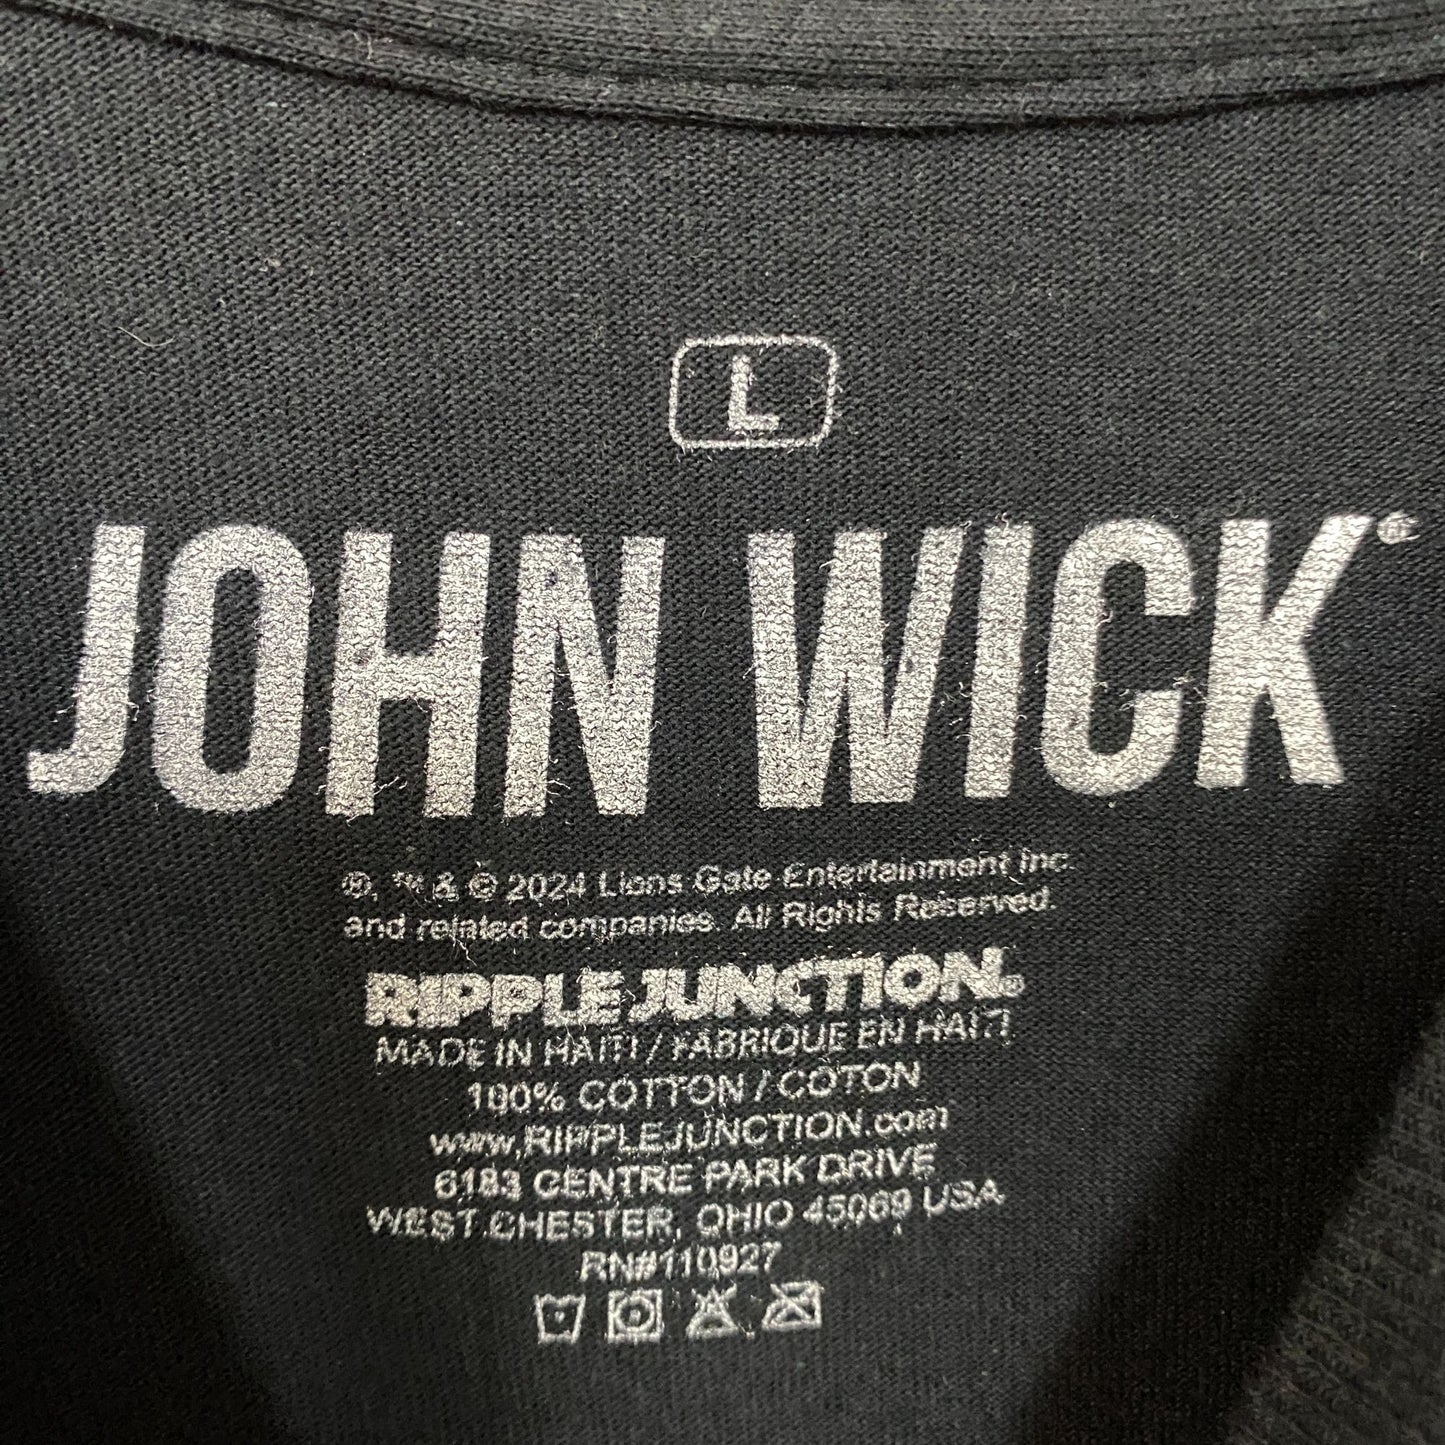 L
JOHN WICK®
®, ™ & © 2024 Lions Gate Entertainment Inc.
and related companies. All Rights Reserved.
RIPPLE JUNCTION®
MADE IN HAITI / FABRIQUE EN HAITI
100% COTTON / COTON
www.RIPPLEJUNCTION.com
6183 CENTRE PARK DRIVE
WEST CHESTER, OHIO 45069 USA
RN#110927